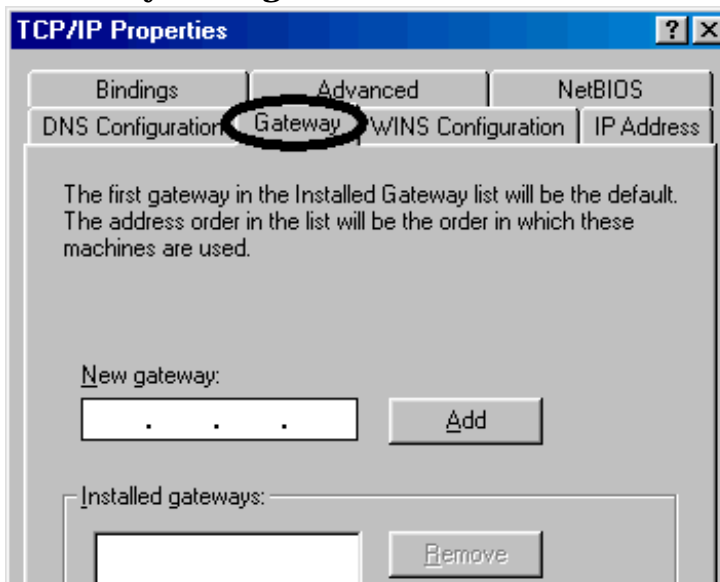 TCP/IP Properties
Bindings Advanced NetBIOS
DNS Configuration Gateway WINS Configuration IP Address
The first gateway in the Installed Gateway list will be the default.
The address order in the list will be the order in which these
machines are used.
New gateway:
. . . Add
Installed gateways:
Remove